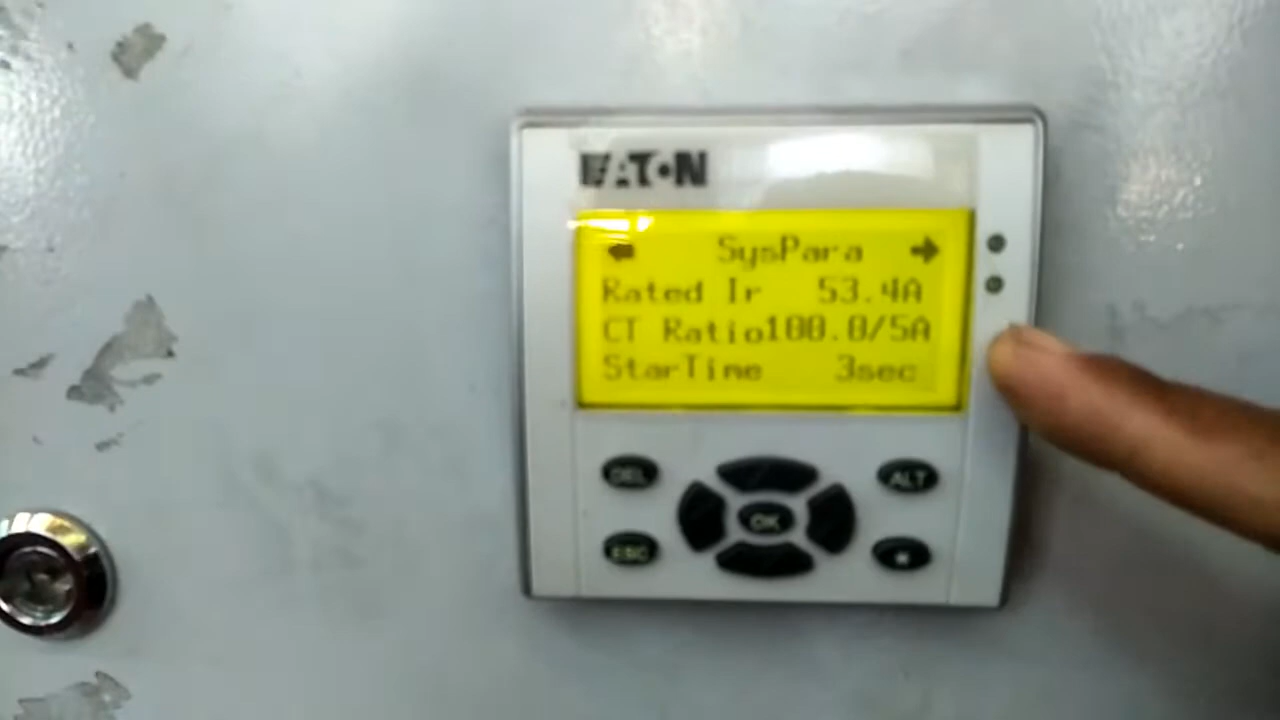 EATON
← SysPara →
Rated Ir 53.4A
CT Ratio100.0/5A
StarTime 3sec
DEL
ALT
OK
ESC
*